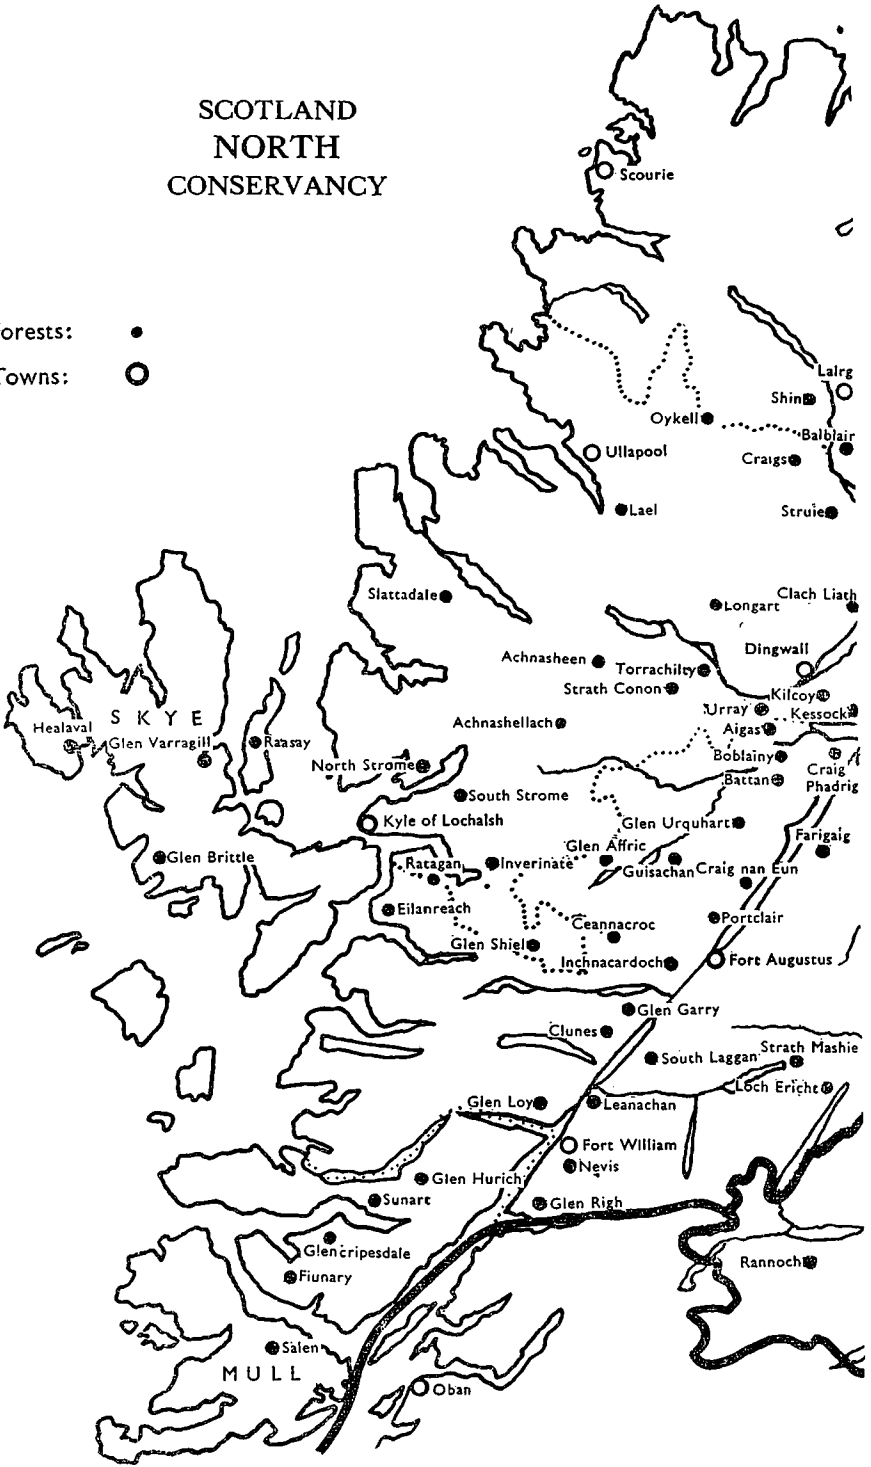 SCOTLAND
NORTH
CONSERVANCY
Scourie
orests:
Towns:
Lairg
Shin
Oykell
Balblair
Ullapool
Craigs
Lael
Struie
Slattadale
Longart
Clach Liath
Dingwall
Achnasheen
Torrachilty
Strath Conon
Kilcoy
Urray
Kessock
SKYE
Healaval
Achnashellach
Aigas
Glen Varragill
Raasay
Boblainy
North Strome
Battan
Craig
Phadrig
South Strome
Kyle of Lochalsh
Glen Urquhart
Farigaig
Glen Affric
Glen Brittle
Ratagan
Inverinate
Guisachan
Craig nan Eun
Eilanreach
Portclair
Ceannacroc
Glen Shiel
Inchnacardoch
Fort Augustus
Glen Garry
Clunes
Strath Mashie
South Laggan
Loch Ericht
Glen Loy
Leanachan
Fort William
Nevis
Glen Hurich
Sunart
Glen Righ
Glencripesdale
Rannoch
Fiunary
Salen
MULL
Oban